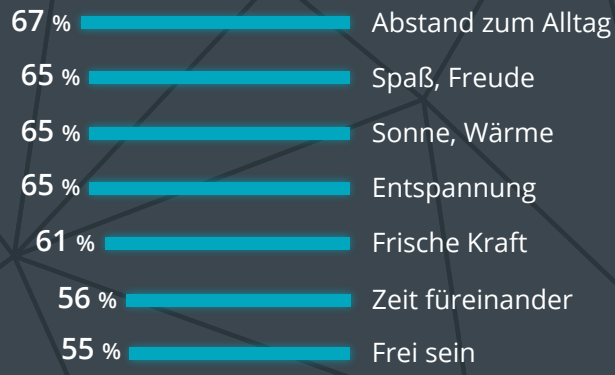 67 % Abstand zum Alltag
65 % Spaß, Freude
65 % Sonne, Wärme
65 % Entspannung
61 % Frische Kraft
56 % Zeit füreinander
55 % Frei sein